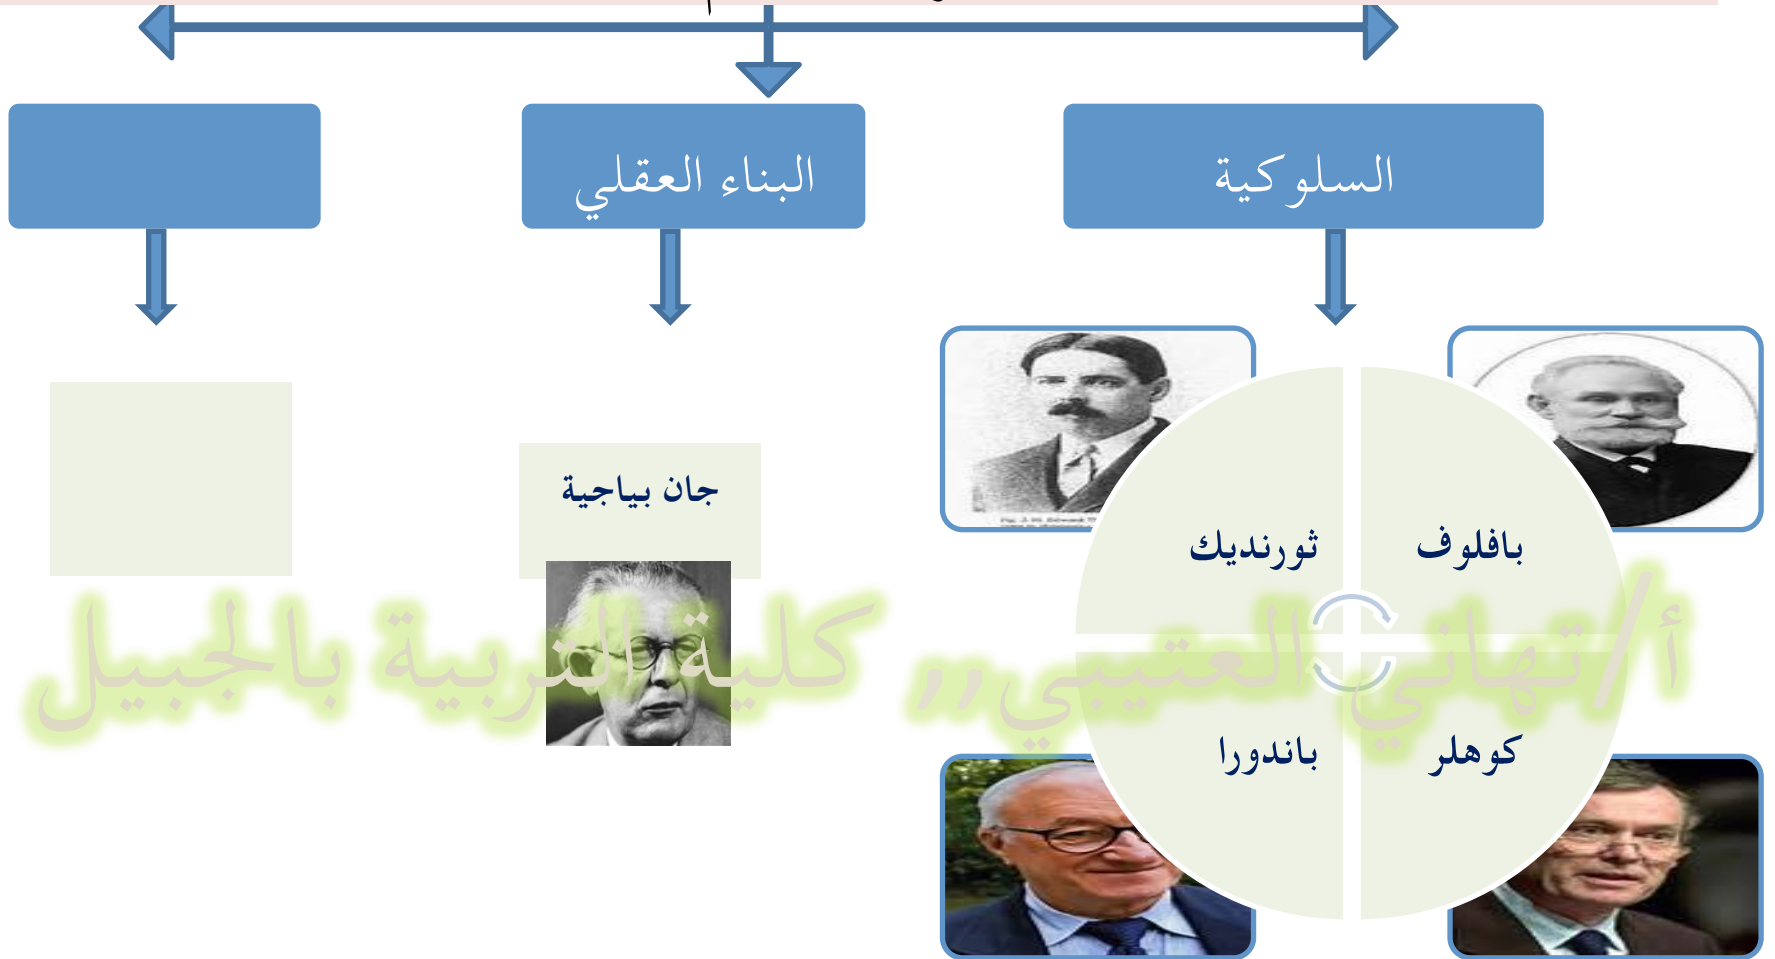 السلوكية
البناء العقلي
بافلوف
ثورنديك
كوهلر
باندورا
جان بياجية
أ/تهاني العتيبي,, كلية التربية بالجبيل